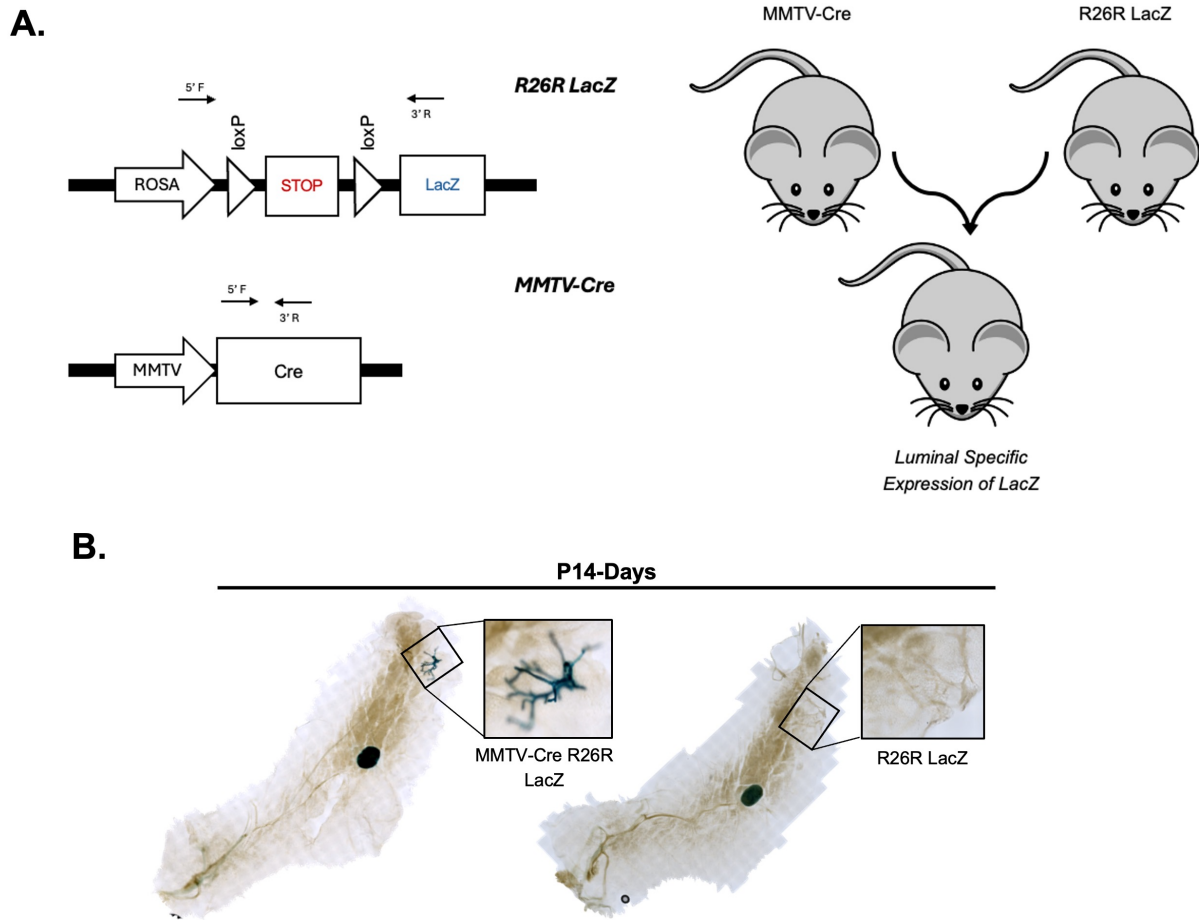 A.
MMTV-Cre
R26R LacZ
R26R LacZ
5' F
3' R
loxP
loxP
ROSA
STOP
LacZ
MMTV-Cre
5' F
3' R
MMTV
Cre
Luminal Specific
Expression of LacZ
B.
P14-Days
MMTV-Cre R26R
LacZ
R26R LacZ